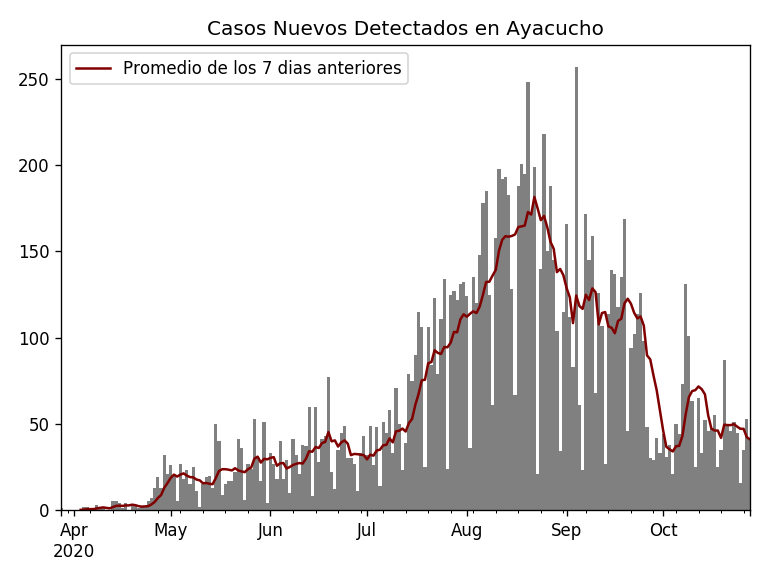 Casos Nuevos Detectados en Ayacucho
Promedio de los 7 dias anteriores
250
200
150
100
50
0
Apr May Jun Jul Aug Sep Oct
2020